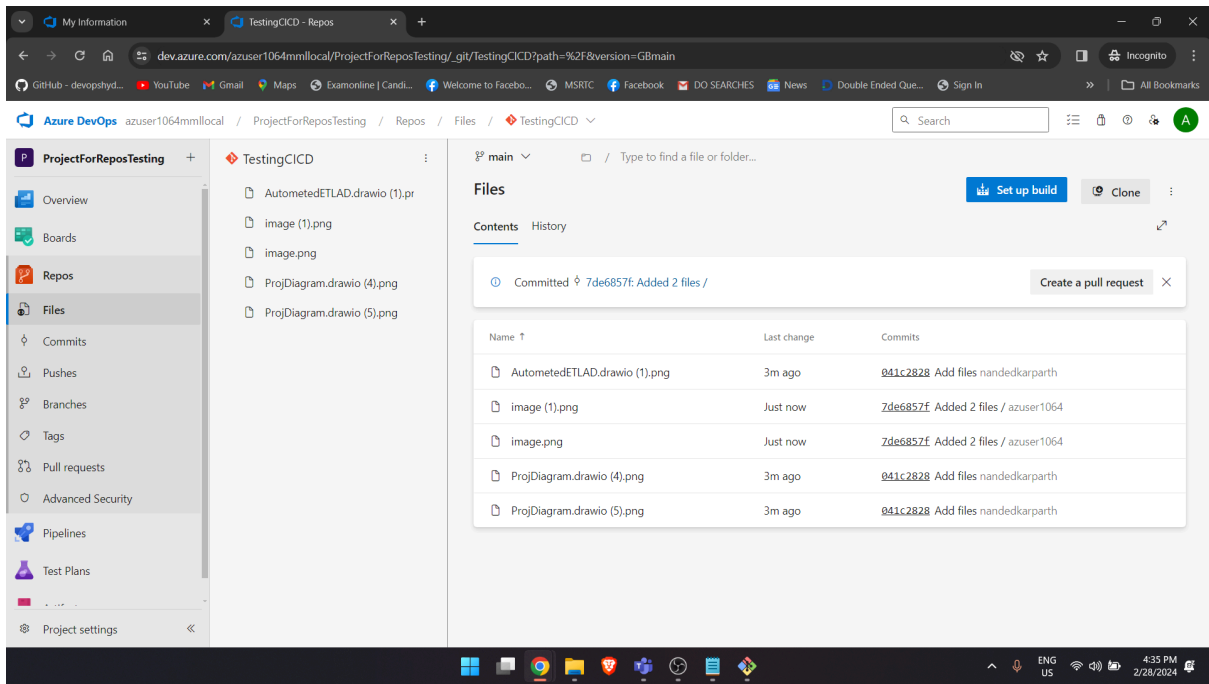 My Information
TestingCICD - Repos
dev.azure.com/azuser1064mmllocal/ProjectForReposTesting/_git/TestingCICD?path=%2F&version=GBmain
Incognito
GitHub - devopshyd...
YouTube
Gmail
Maps
Examonline | Candi...
Welcome to Facebo...
MSRTC
Facebook
DO SEARCHES
News
Double Ended Que...
Sign In
»
All Bookmarks
Azure DevOps azuser1064mmllocal / ProjectForReposTesting / Repos / Files / TestingCICD
Search
A
P ProjectForReposTesting +
Overview
Boards
Repos
Files
Commits
Pushes
Branches
Tags
Pull requests
Advanced Security
Pipelines
Test Plans
Project settings
TestingCICD
AutometedETLAD.drawio (1).pr
image (1).png
image.png
ProjDiagram.drawio (4).png
ProjDiagram.drawio (5).png
main / Type to find a file or folder...
Files
Set up build
Clone
Contents History
Committed 7de6857f: Added 2 files /
Create a pull request
Name ↑ Last change Commits
AutometedETLAD.drawio (1).png 3m ago 041c2828 Add files nandedkarparth
image (1).png Just now 7de6857f Added 2 files / azuser1064
image.png Just now 7de6857f Added 2 files / azuser1064
ProjDiagram.drawio (4).png 3m ago 041c2828 Add files nandedkarparth
ProjDiagram.drawio (5).png 3m ago 041c2828 Add files nandedkarparth
ENG
US
4:35 PM
2/28/2024